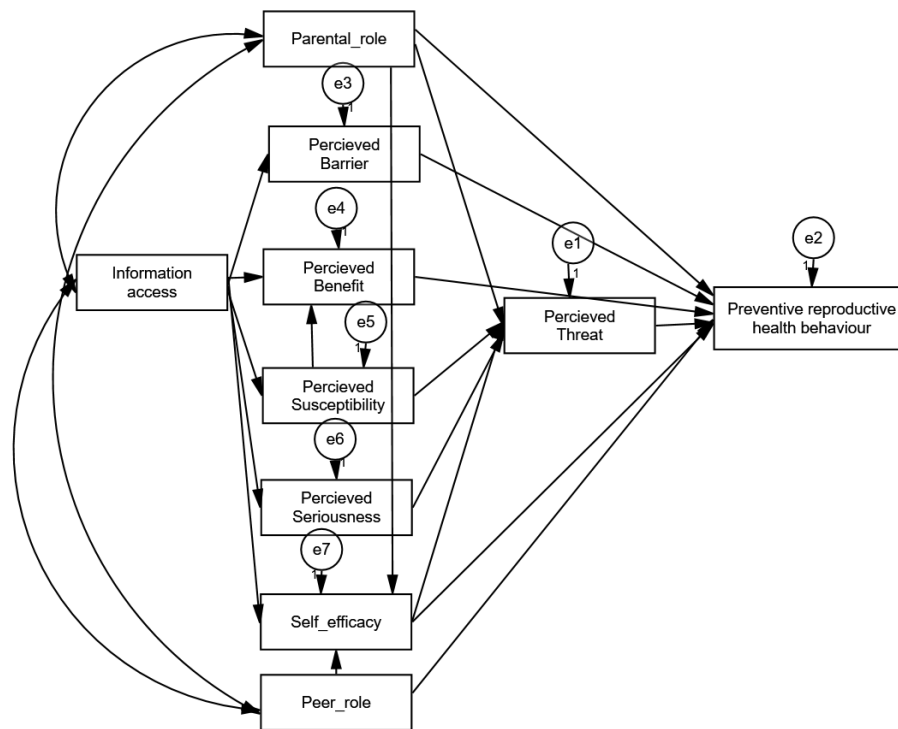 Parental_role
e3
1
Percieved
Barrier
e4
1
e1
1
e2
1
Information
access
Percieved
Benefit
e5
1
Percieved
Threat
Preventive reproductive
health behaviour
Percieved
Susceptibility
e6
1
Percieved
Seriousness
e7
1
Self_efficacy
Peer_role